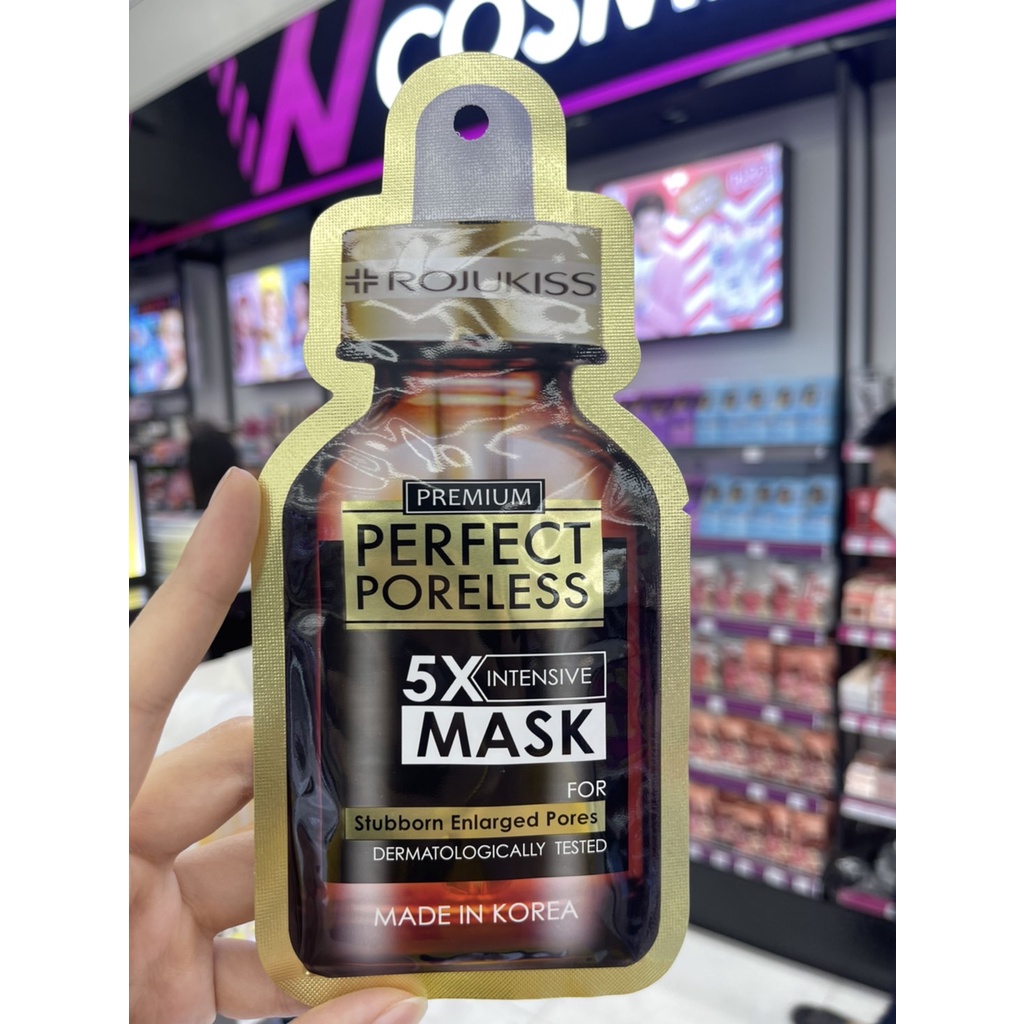 ROJUKISS
PREMIUM
PERFECT
PORELESS
5X INTENSIVE
MASK
FOR
Stubborn Enlarged Pores
DERMATOLOGICALLY TESTED
MADE IN KOREA